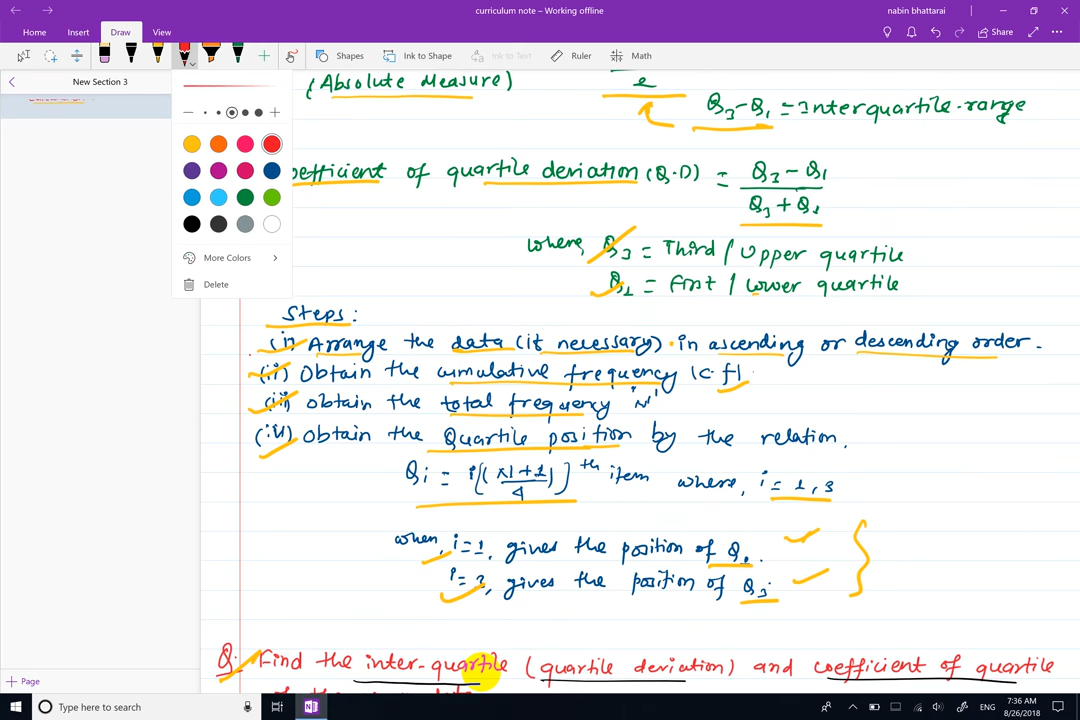 curriculum note – Working offline
nabin bhattarai
Home Insert Draw View
Share
Shapes Ink to Shape Ink to Text Ruler Math
New Section 3
(Absolute Measure)
Q3-Q1 = Interquartile-range
oefficient of quartile deviation (Q.D) = Q3-Q1
Q3+Q1
More Colors
Delete
where, Q3 = Third / Upper quartile
Q1 = First / Lower quartile
Steps:
(i) Arrange the data (if necessary) in ascending or descending order.
(ii) Obtain the cumulative frequency (c.f)
(iii) obtain the total frequency 'N'
(iv) Obtain the Quartile position by the relation.
Qi = i((N+1)/4)th item where, i = 1, 3
when, i=1, gives the position of Q1.
i=3, gives the position of Q3.
Q. Find the inter-quartile (quartile deviation) and coefficient of quartile
Page
Type here to search
7:36 AM
8/26/2018